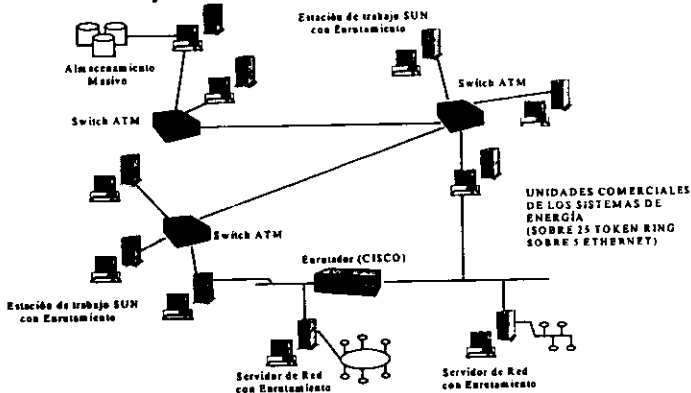 Estación de trabajo SUN
con Enrutamiento
Almacenamiento
Masivo
Switch ATM
Switch ATM
UNIDADES COMERCIALES
DE LOS SISTEMAS DE
ENERGÍA
(SOBRE 25 TOKEN RING
SOBRE 5 ETHERNET)
Switch ATM
Enrutador (CISCO)
Estación de trabajo SUN
con Enrutamiento
Servidor de Red
con Enrutamiento
Servidor de Red
con Enrutamiento